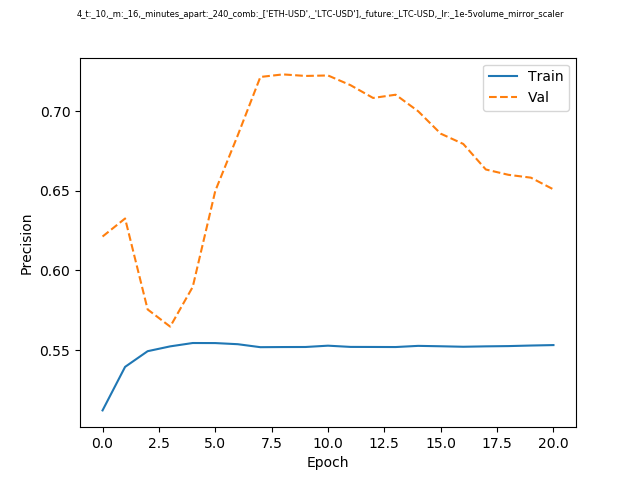 4_t:_10,_m:_16,_minutes_apart:_240_comb:_['ETH-USD',_'LTC-USD'],_future:_LTC-USD,_lr:_1e-5volume_mirror_scaler
Train
Val
0.70
0.65
0.60
0.55
Precision
0.0 2.5 5.0 7.5 10.0 12.5 15.0 17.5 20.0
Epoch